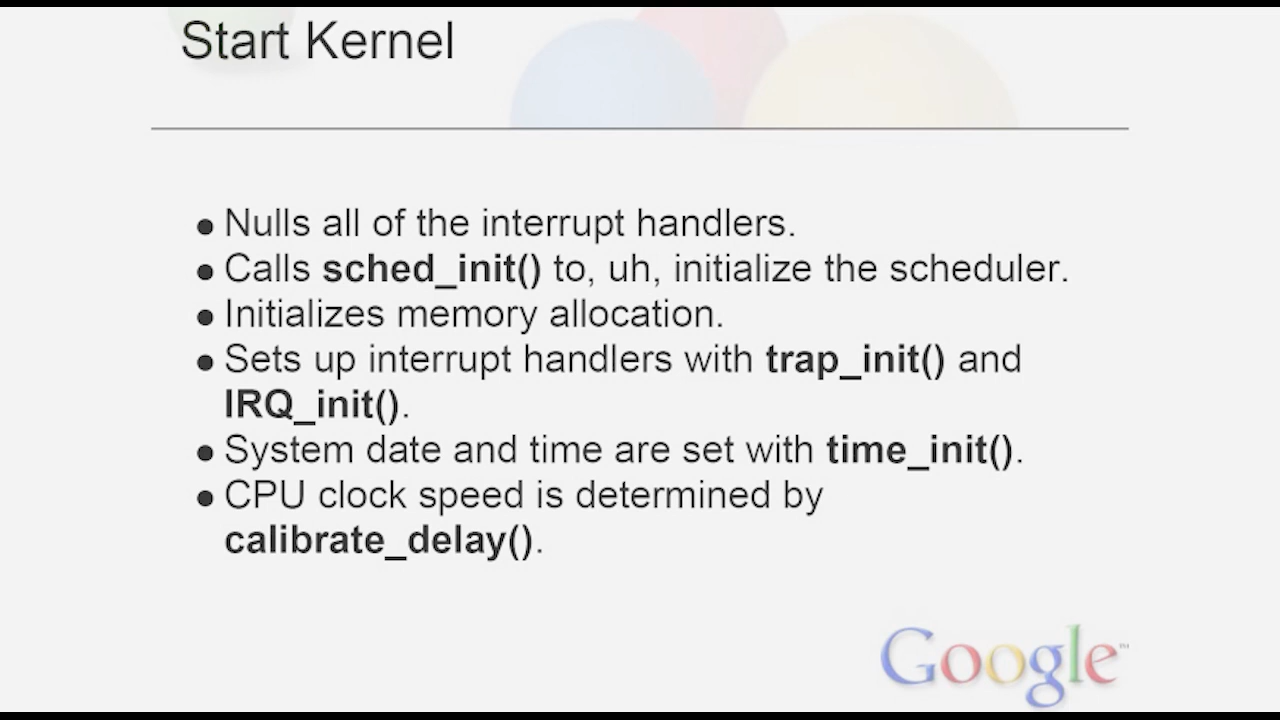 Start Kernel
● Nulls all of the interrupt handlers.
● Calls sched_init() to, uh, initialize the scheduler.
● Initializes memory allocation.
● Sets up interrupt handlers with trap_init() and
IRQ_init().
● System date and time are set with time_init().
● CPU clock speed is determined by
calibrate_delay().
Google™